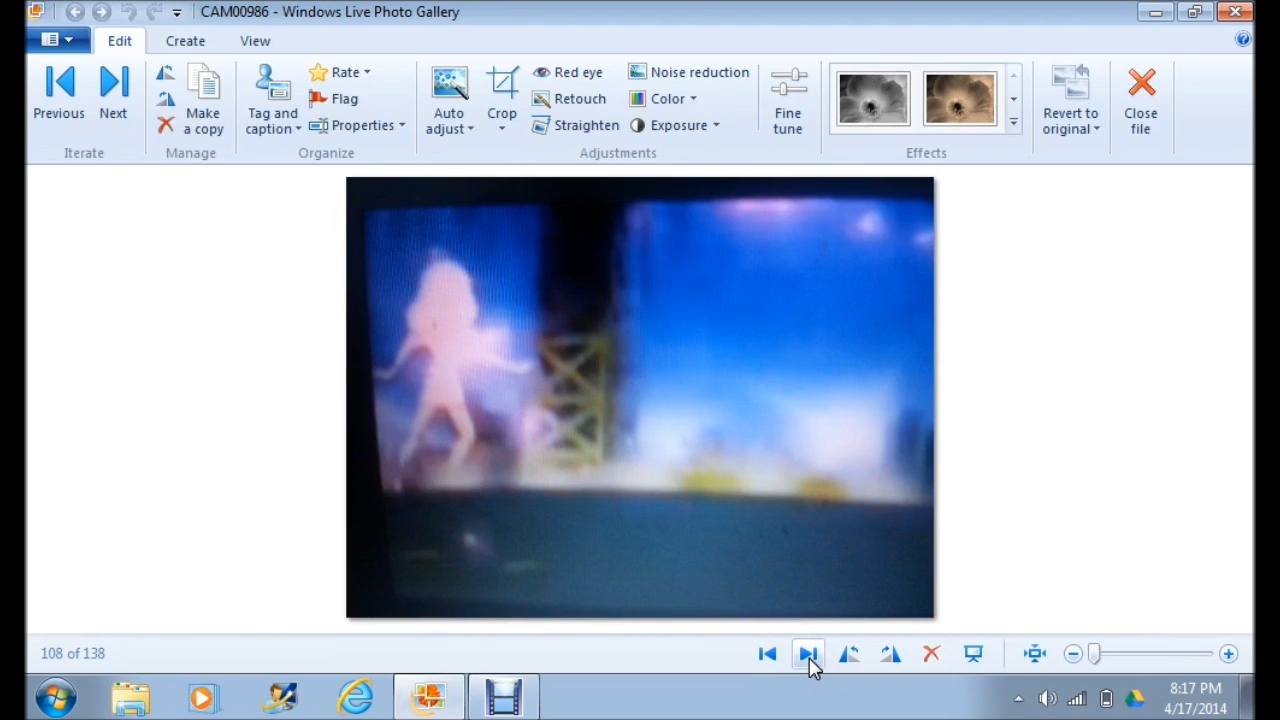 CAM00986 - Windows Live Photo Gallery
Edit Create View
Previous
Next
Make a copy
Tag and caption
Rate
Flag
Properties
Auto adjust
Crop
Red eye
Retouch
Straighten
Noise reduction
Color
Exposure
Fine tune
Revert to original
Close file
Iterate Manage Organize Adjustments Effects
108 of 138
8:17 PM
4/17/2014